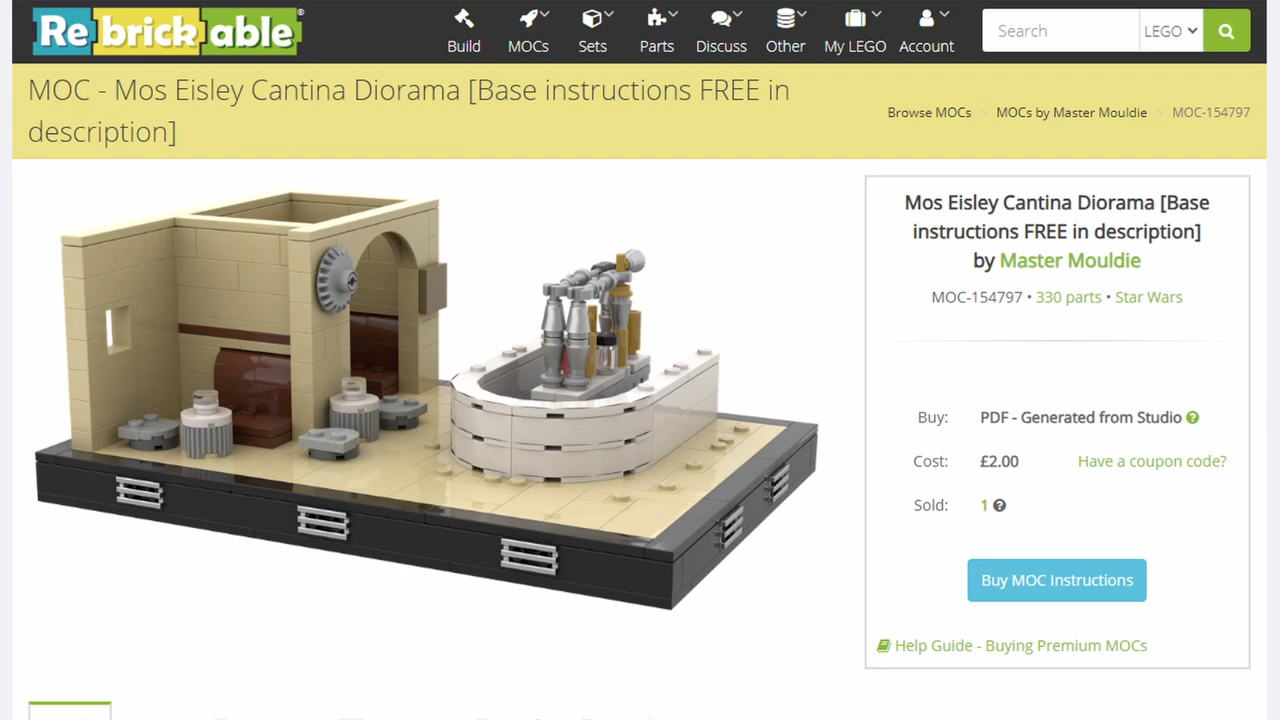 Rebrickable®
Build
MOCs
Sets
Parts
Discuss
Other
My LEGO
Account
Search
LEGO
MOC - Mos Eisley Cantina Diorama [Base instructions FREE in
description]
Browse MOCs > MOCs by Master Mouldie > MOC-154797
Mos Eisley Cantina Diorama [Base
instructions FREE in description]
by Master Mouldie
MOC-154797 • 330 parts • Star Wars
Buy: PDF - Generated from Studio ?
Cost: £2.00 Have a coupon code?
Sold: 1 ?
Buy MOC Instructions
Help Guide - Buying Premium MOCs